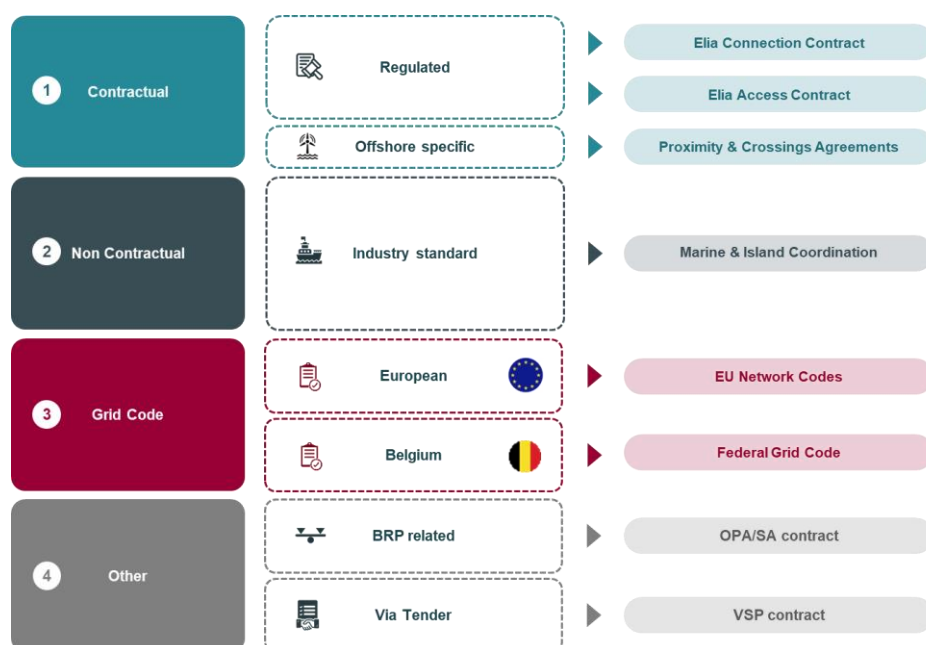 1
Contractual
Regulated
Elia Connection Contract
Elia Access Contract
Offshore specific
Proximity & Crossings Agreements
2
Non Contractual
Industry standard
Marine & Island Coordination
3
Grid Code
European
EU Network Codes
Belgium
Federal Grid Code
4
Other
BRP related
OPA/SA contract
Via Tender
VSP contract